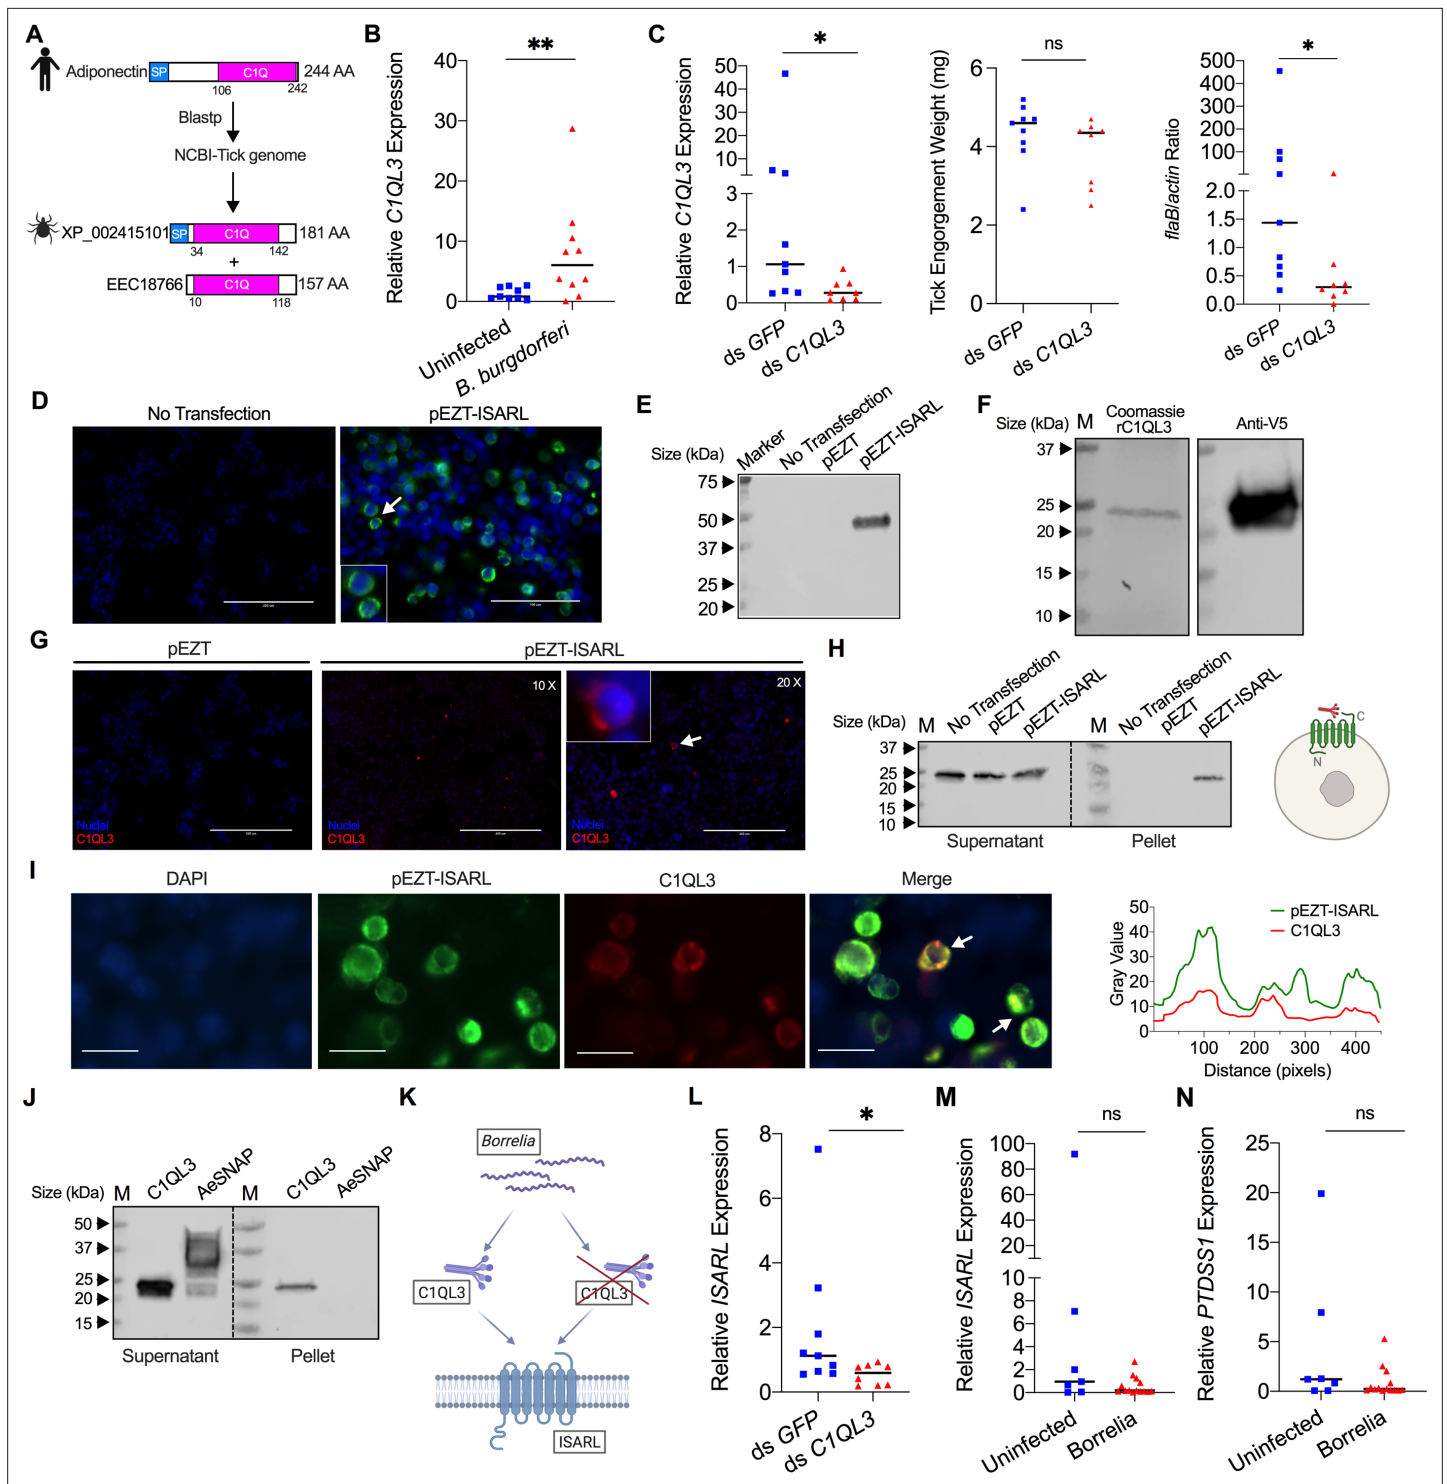 A
Adiponectin SP C1Q 244 AA
106 242
Blastp
NCBI-Tick genome
XP_002415101 SP C1Q 181 AA
34 142
+
EEC18766 C1Q 157 AA
10 118
B
**
Relative C1QL3 Expression
40
30
20
10
0
Uninfected
B. burgdorferi
C
*
Relative C1QL3 Expression
50
40
30
20
10
3
2
1
0
ds GFP
ds C1QL3
ns
Tick Engorgement Weight (mg)
6
4
2
0
ds GFP
ds C1QL3
*
flaB/actin Ratio
500
400
300
200
100
2.0
1.5
1.0
0.5
0.0
ds GFP
ds C1QL3
D
No Transfection
pEZT-ISARL
E
Size (kDa)
Marker
No Transfsection
pEZT
pEZT-ISARL
75
50
37
25
20
F
Size (kDa) M
Coomassie
rC1QL3
Anti-V5
37
25
20
15
10
G
pEZT
pEZT-ISARL
Nuclei
C1QL3
10 X
Nuclei
C1QL3
20 X
Nuclei
C1QL3
H
Size (kDa)
M
No Transfsection
pEZT
pEZT-ISARL
M
No Transfsection
pEZT
pEZT-ISARL
37
25
20
15
10
Supernatant
Pellet
C
N
I
DAPI
pEZT-ISARL
C1QL3
Merge
Gray Value
50
40
30
20
10
0
pEZT-ISARL
C1QL3
100 200 300 400
Distance (pixels)
J
Size (kDa) M
C1QL3
AeSNAP
M
C1QL3
AeSNAP
50
37
25
20
15
Supernatant
Pellet
K
Borrelia
C1QL3
C1QL3
ISARL
L
*
Relative ISARL Expression
8
6
4
2
0
ds GFP
ds C1QL3
M
ns
Relative ISARL Expression
100
80
60
40
20
10
8
6
4
2
0
Uninfected
Borrelia
N
ns
Relative PTDSS1 Expression
25
20
15
10
5
0
Uninfected
Borrelia